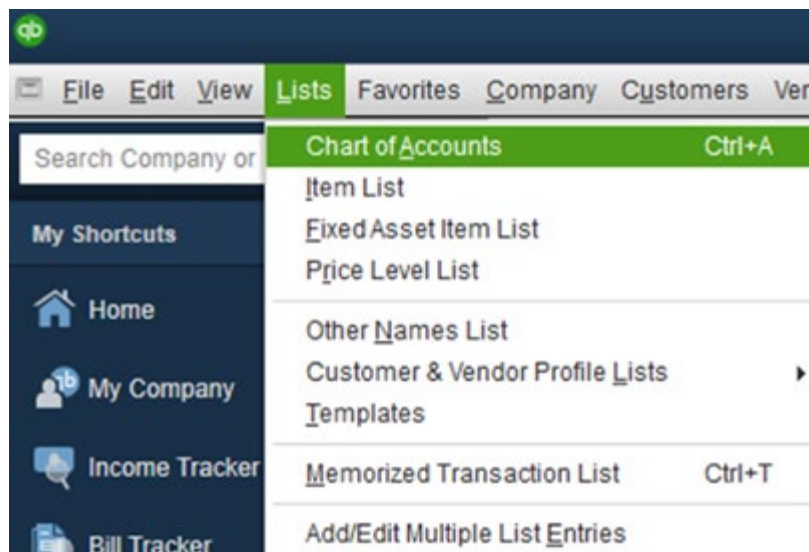 qb
File Edit View Lists Favorites Company Customers Ver
Search Company or
Chart of Accounts Ctrl+A
Item List
Fixed Asset Item List
Price Level List
Other Names List
Customer & Vendor Profile Lists
Templates
Memorized Transaction List Ctrl+T
Add/Edit Multiple List Entries
My Shortcuts
Home
My Company
Income Tracker
Bill Tracker